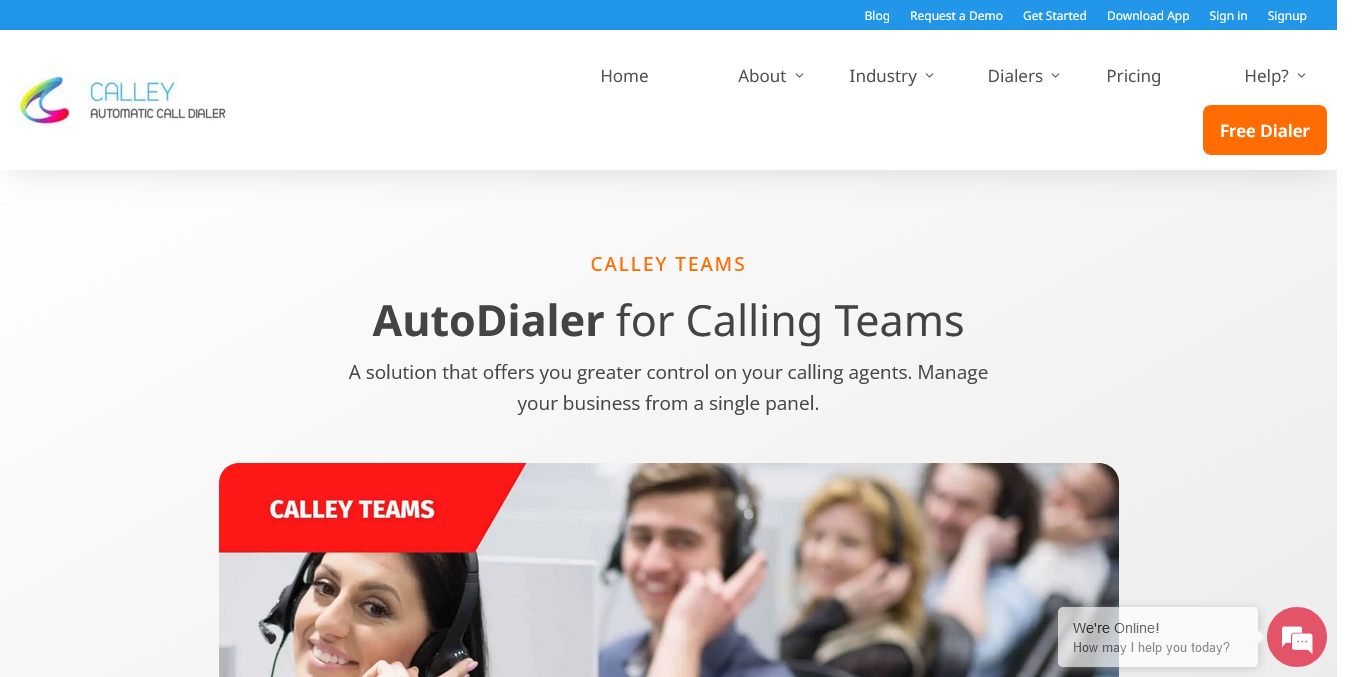 Blog Request a Demo Get Started Download App Sign in Signup
CALLEY
AUTOMATIC CALL DIALER
Home About Industry Dialers Pricing Help?
Free Dialer
CALLEY TEAMS
AutoDialer for Calling Teams
A solution that offers you greater control on your calling agents. Manage
your business from a single panel.
CALLEY TEAMS
We're Online!
How may I help you today?